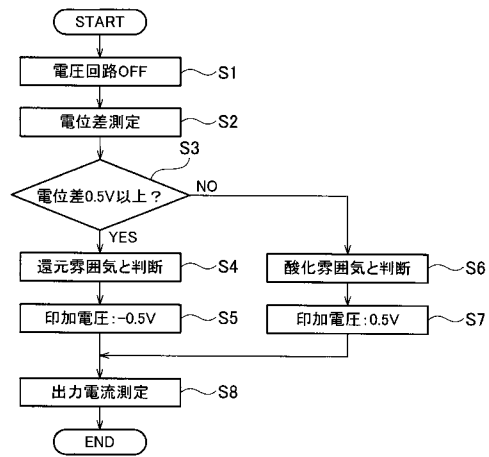 START
電圧回路OFF
S1
電位差測定
S2
S3
電位差0.5V以上？
NO
YES
還元雰囲気と判断
S4
酸化雰囲気と判断
S6
印加電圧:-0.5V
S5
印加電圧:0.5V
S7
出力電流測定
S8
END